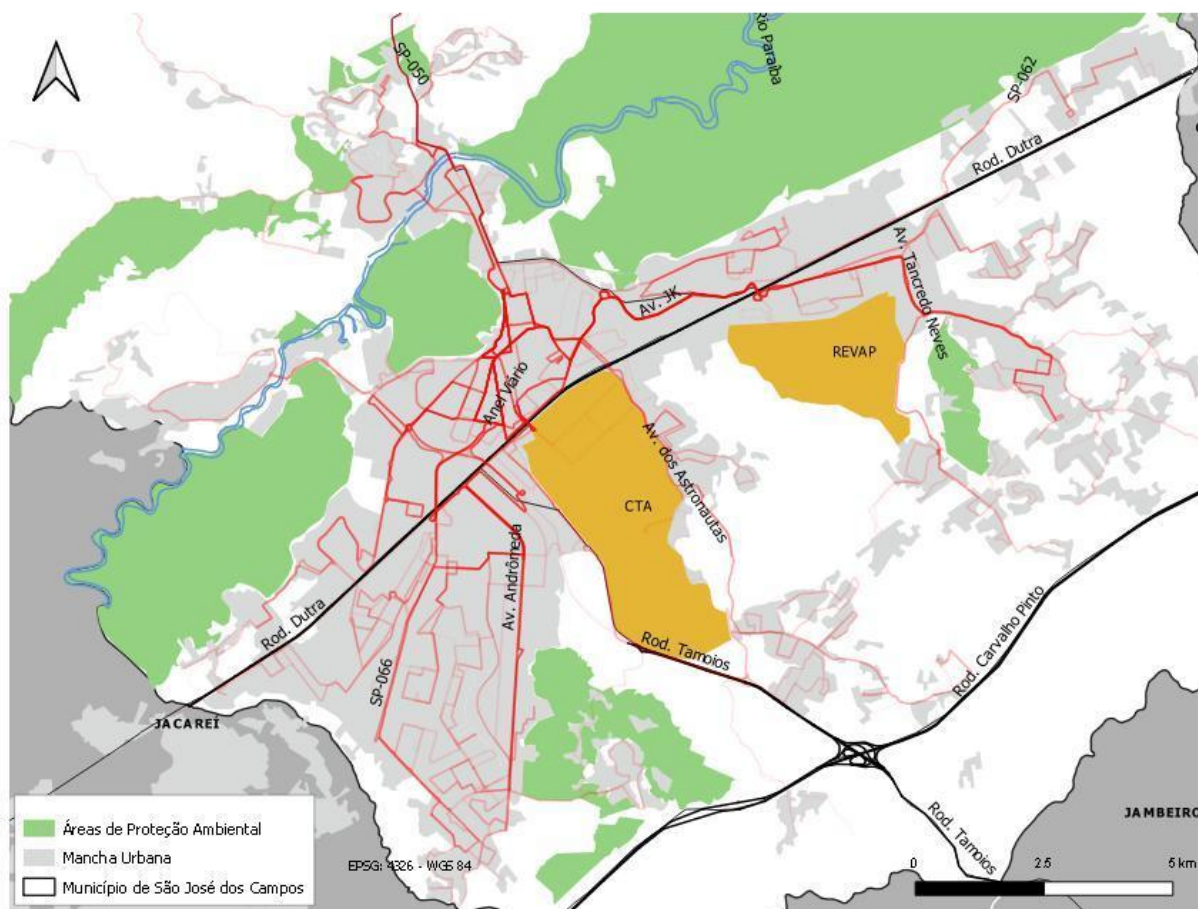 Rio Paraíba
SP-050
SP-062
Rod. Dutra
Av. JK
Av. Tancredo Neves
REVAP
Anel Viário
Av. dos Astronautas
CTA
Av. Andrômeda
Rod. Dutra
SP-066
Rod. Tamoios
Rod. Carvalho Pinto
JACAREÍ
Rod. Tamoios
JAMBEIRO
Áreas de Proteção Ambiental
Mancha Urbana
Município de São José dos Campos
EPSG: 4326 - WGS 84
0 2.5 5 km